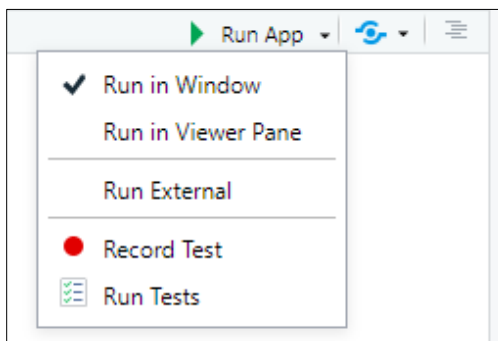 Run App
Run in Window
Run in Viewer Pane
Run External
Record Test
Run Tests